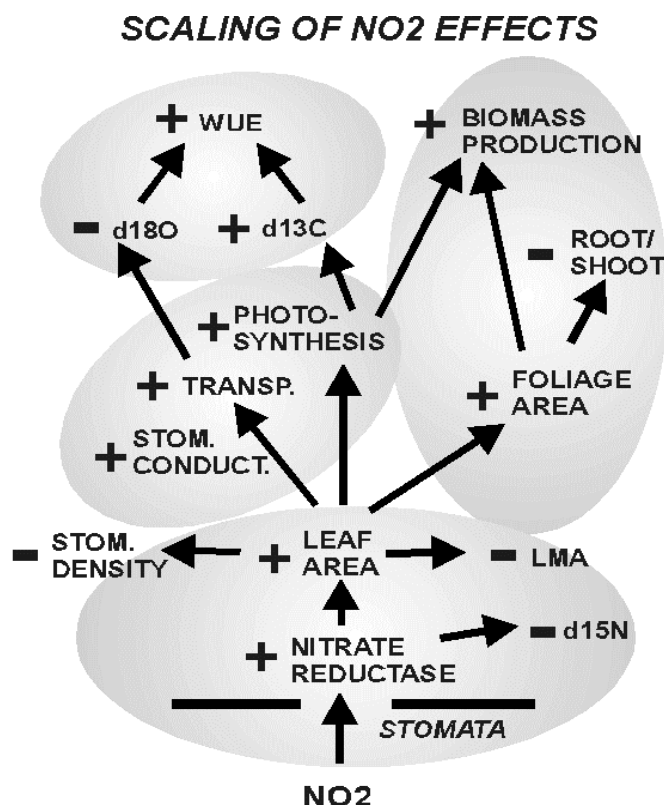 SCALING OF NO2 EFFECTS
+ WUE
+ BIOMASS
PRODUCTION
- d18O
+ d13C
- ROOT/
SHOOT
+ PHOTO-
SYNTHESIS
+ TRANSP.
+ FOLIAGE
AREA
+ STOM.
CONDUCT.
- STOM.
DENSITY
+ LEAF
AREA
- LMA
+ NITRATE
REDUCTASE
- d15N
STOMATA
NO2